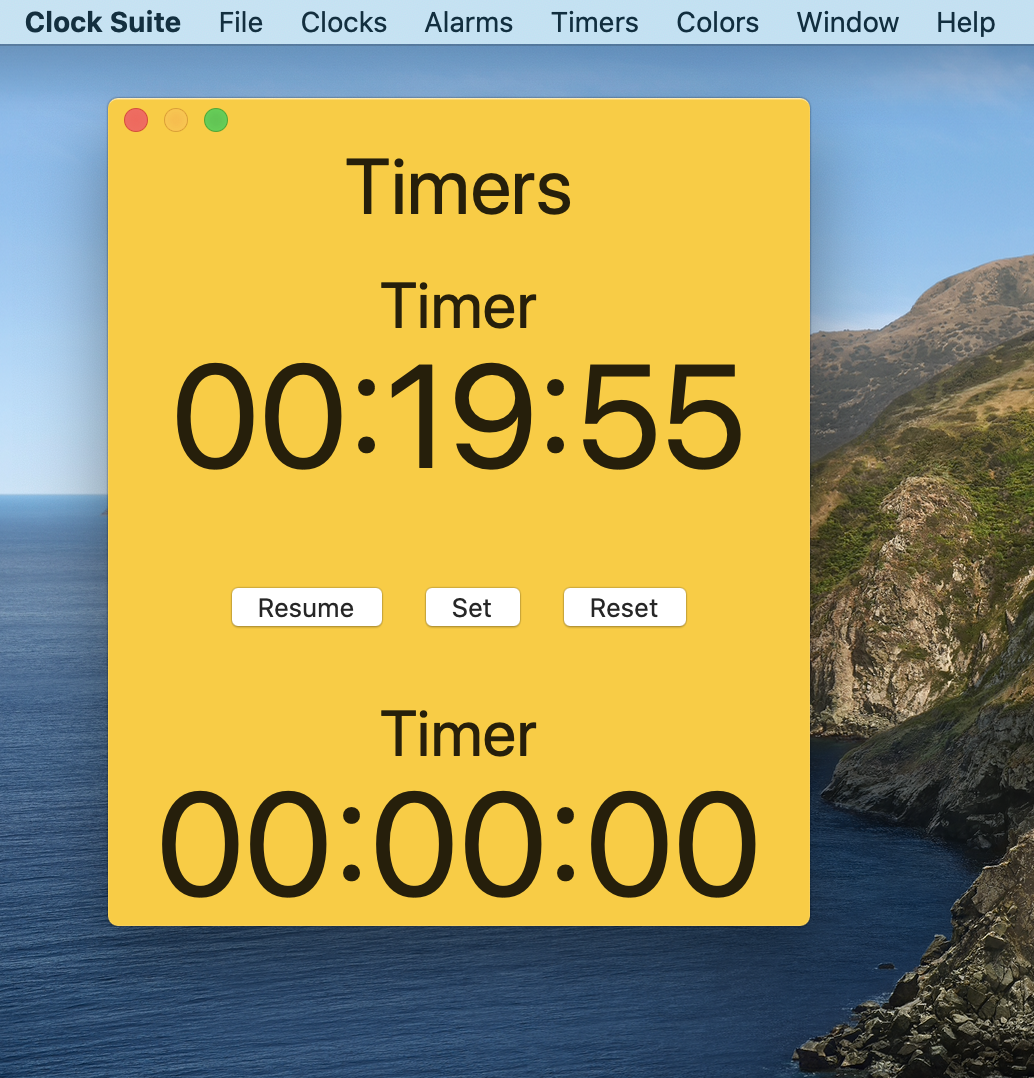 Clock Suite File Clocks Alarms Timers Colors Window Help
Timers
Timer
00:19:55
Resume Set Reset
Timer
00:00:00